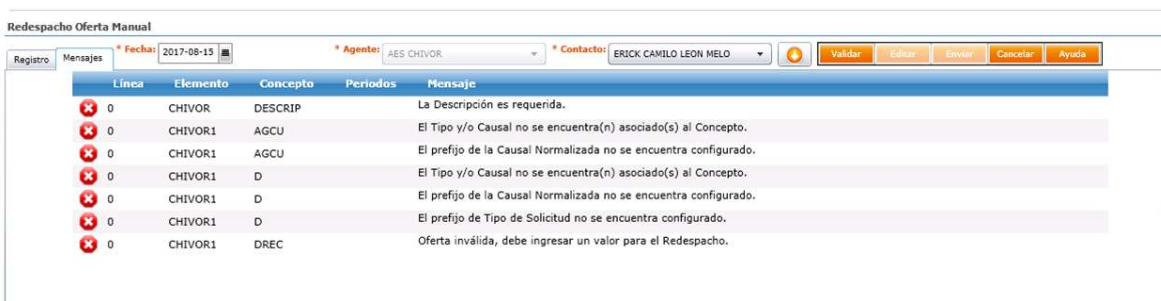 Redespacho Oferta Manual
Registro Mensajes * Fecha: 2017-08-15 * Agente: AES CHIVOR * Contacto: ERICK CAMILO LEON MELO Validar Editar Enviar Cancelar Ayuda
Línea Elemento Concepto Periodos Mensaje
0 CHIVOR DESCRIP La Descripción es requerida.
0 CHIVOR1 AGCU El Tipo y/o Causal no se encuentra(n) asociado(s) al Concepto.
0 CHIVOR1 AGCU El prefijo de la Causal Normalizada no se encuentra configurado.
0 CHIVOR1 D El Tipo y/o Causal no se encuentra(n) asociado(s) al Concepto.
0 CHIVOR1 D El prefijo de la Causal Normalizada no se encuentra configurado.
0 CHIVOR1 D El prefijo de Tipo de Solicitud no se encuentra configurado.
0 CHIVOR1 DREC Oferta inválida, debe ingresar un valor para el Redespacho.